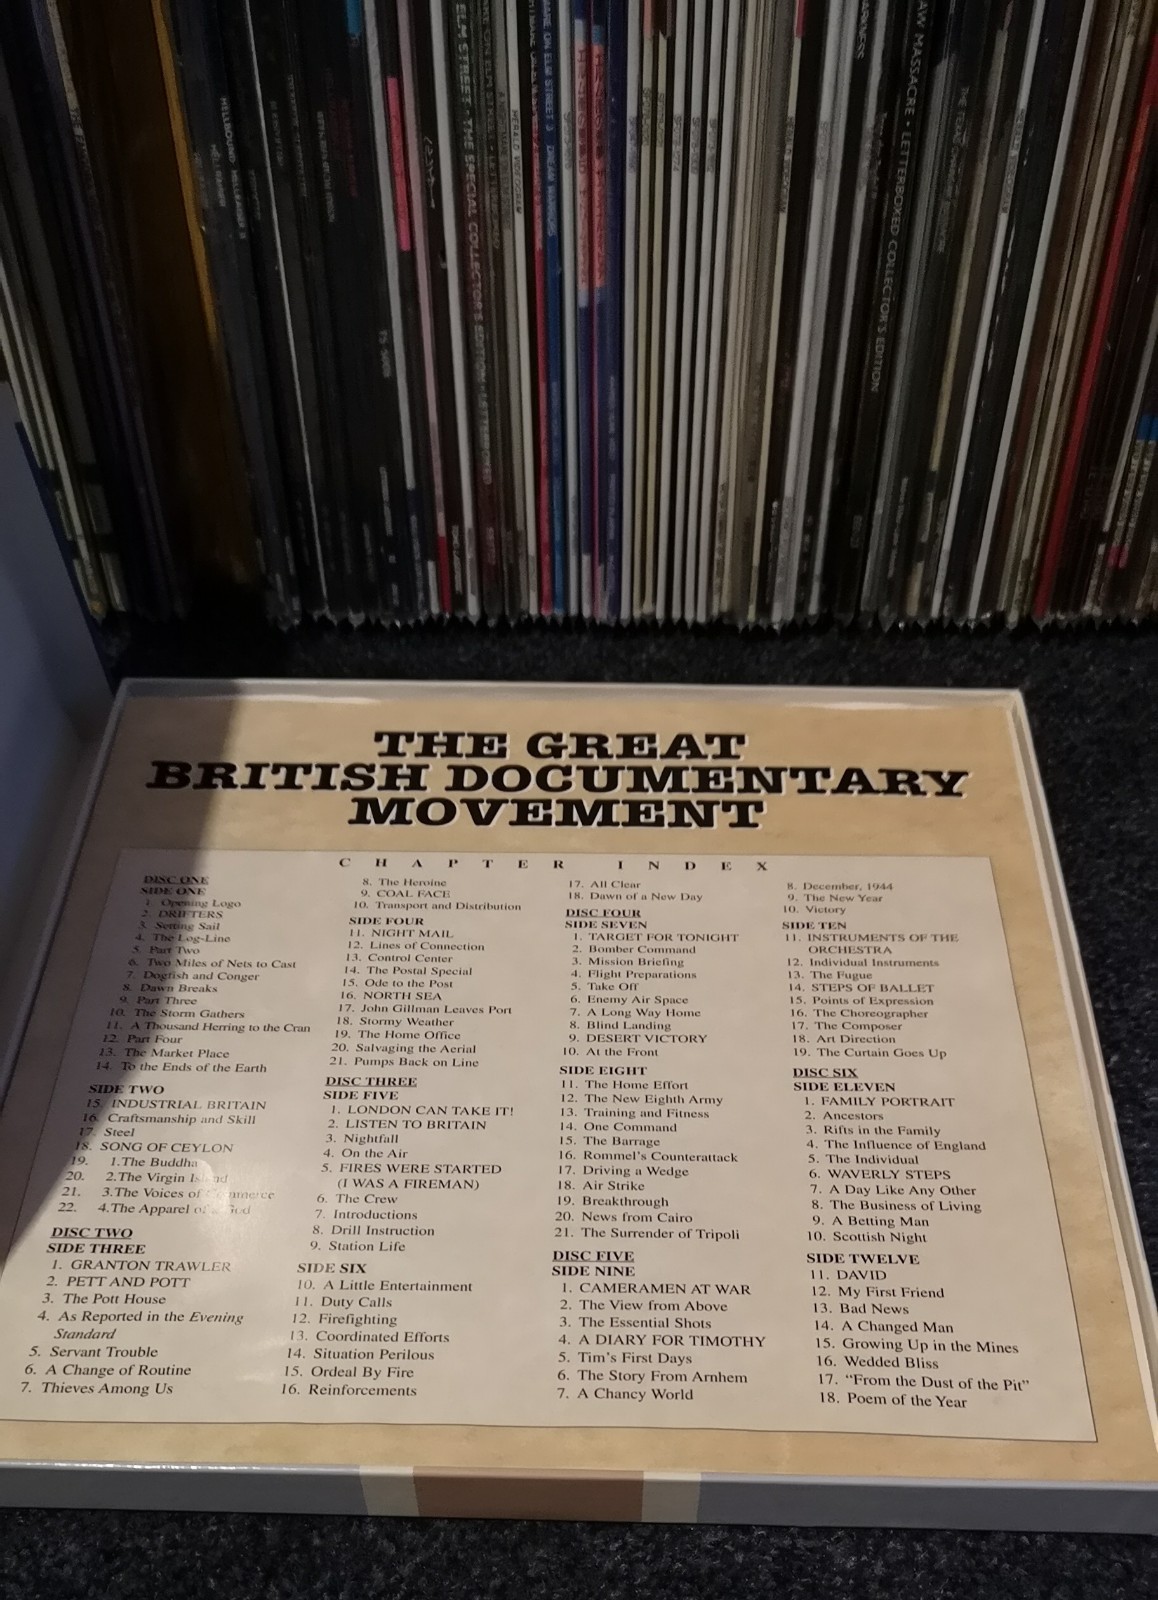 HELLBOUND HELLRAISER II
ELM STREET • THE SPECIAL COLLECTOR'S EDITION • LETTERBOXED
DREAM WARRIORS
MASSACRE • LETTERBOXED COLLECTOR'S EDITION
THE GREAT
BRITISH DOCUMENTARY
MOVEMENT
CHAPTER INDEX
DISC ONE
SIDE ONE
1. Opening Logo
2. DRIFTERS
3. Setting Sail
4. The Log-Line
5. Part Two
6. Two Miles of Nets to Cast
7. Dogfish and Conger
8. Dawn Breaks
9. Part Three
10. The Storm Gathers
11. A Thousand Herring to the Cran
12. Part Four
13. The Market Place
14. To the Ends of the Earth
SIDE TWO
15. INDUSTRIAL BRITAIN
16. Craftsmanship and Skill
17. Steel
18. SONG OF CEYLON
19. 1.The Buddha
20. 2.The Virgin Island
21. 3.The Voices of Commerce
22. 4.The Apparel of a God
DISC TWO
SIDE THREE
1. GRANTON TRAWLER
2. PETT AND POTT
3. The Pott House
4. As Reported in the Evening
Standard
5. Servant Trouble
6. A Change of Routine
7. Thieves Among Us
8. The Heroine
9. COAL FACE
10. Transport and Distribution
SIDE FOUR
11. NIGHT MAIL
12. Lines of Connection
13. Control Center
14. The Postal Special
15. Ode to the Post
16. NORTH SEA
17. John Gillman Leaves Port
18. Stormy Weather
19. The Home Office
20. Salvaging the Aerial
21. Pumps Back on Line
DISC THREE
SIDE FIVE
1. LONDON CAN TAKE IT!
2. LISTEN TO BRITAIN
3. Nightfall
4. On the Air
5. FIRES WERE STARTED
(I WAS A FIREMAN)
6. The Crew
7. Introductions
8. Drill Instruction
9. Station Life
SIDE SIX
10. A Little Entertainment
11. Duty Calls
12. Firefighting
13. Coordinated Efforts
14. Situation Perilous
15. Ordeal By Fire
16. Reinforcements
17. All Clear
18. Dawn of a New Day
DISC FOUR
SIDE SEVEN
1. TARGET FOR TONIGHT
2. Bomber Command
3. Mission Briefing
4. Flight Preparations
5. Take Off
6. Enemy Air Space
7. A Long Way Home
8. Blind Landing
9. DESERT VICTORY
10. At the Front
SIDE EIGHT
11. The Home Effort
12. The New Eighth Army
13. Training and Fitness
14. One Command
15. The Barrage
16. Rommel's Counterattack
17. Driving a Wedge
18. Air Strike
19. Breakthrough
20. News from Cairo
21. The Surrender of Tripoli
DISC FIVE
SIDE NINE
1. CAMERAMEN AT WAR
2. The View from Above
3. The Essential Shots
4. A DIARY FOR TIMOTHY
5. Tim's First Days
6. The Story From Arnhem
7. A Chancy World
8. December, 1944
9. The New Year
10. Victory
SIDE TEN
11. INSTRUMENTS OF THE
ORCHESTRA
12. Individual Instruments
13. The Fugue
14. STEPS OF BALLET
15. Points of Expression
16. The Choreographer
17. The Composer
18. Art Direction
19. The Curtain Goes Up
DISC SIX
SIDE ELEVEN
1. FAMILY PORTRAIT
2. Ancestors
3. Rifts in the Family
4. The Influence of England
5. The Individual
6. WAVERLY STEPS
7. A Day Like Any Other
8. The Business of Living
9. A Betting Man
10. Scottish Night
SIDE TWELVE
11. DAVID
12. My First Friend
13. Bad News
14. A Changed Man
15. Growing Up in the Mines
16. Wedded Bliss
17. “From the Dust of the Pit”
18. Poem of the Year